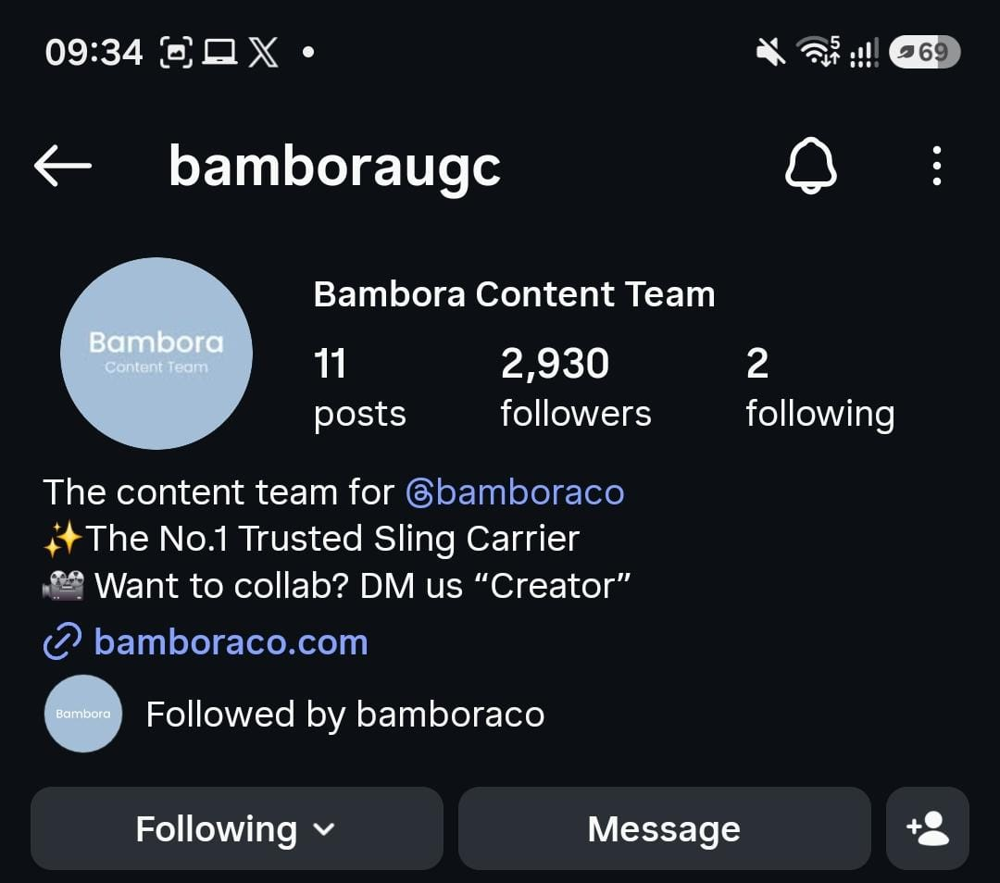 09:34
5
69
bamboraugc
Bambora
Content Team
Bambora Content Team
11 2,930 2
posts followers following
The content team for @bamboraco
✨The No.1 Trusted Sling Carrier
🎥 Want to collab? DM us “Creator”
bamboraco.com
Bambora
Followed by bamboraco
Following Message